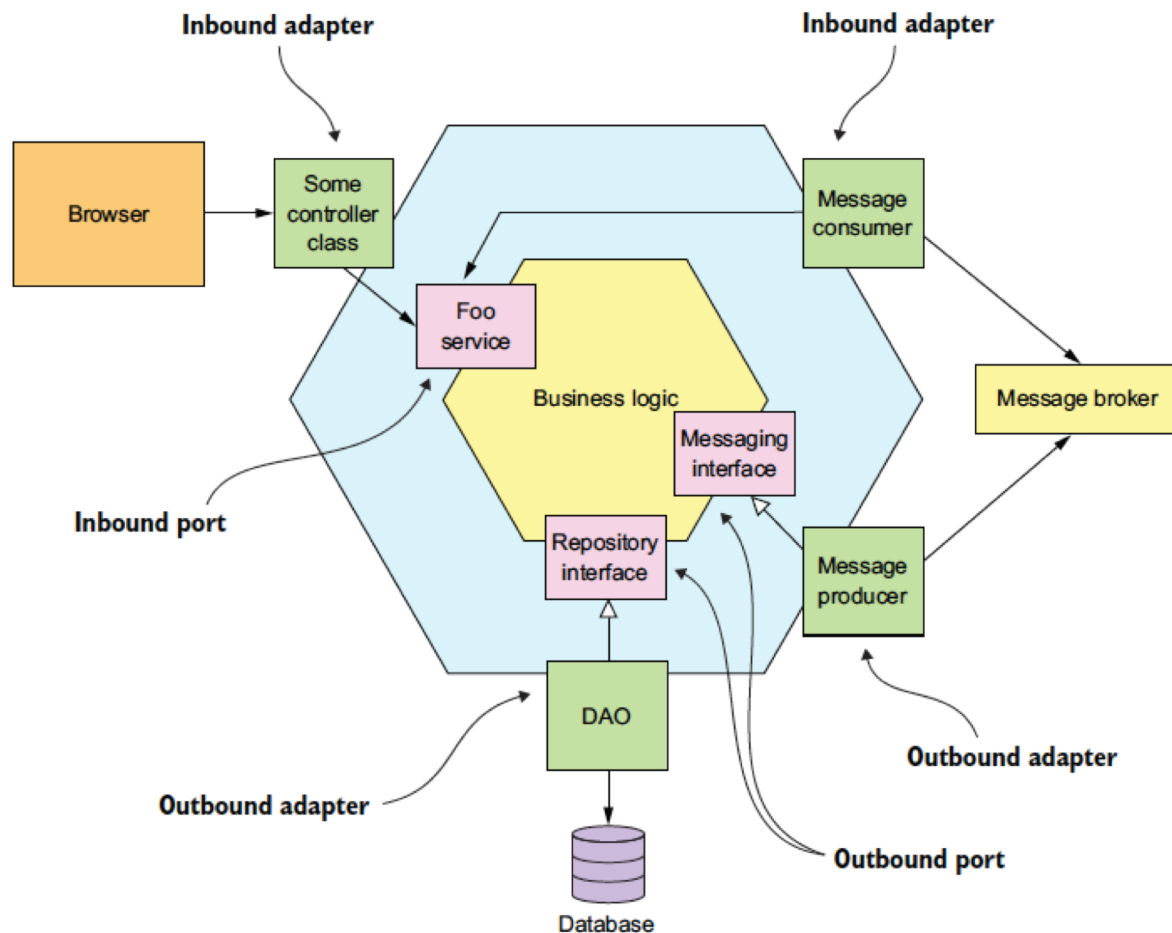 Inbound adapter
Inbound adapter
Browser
Some
controller
class
Message
consumer
Foo
service
Business logic
Message broker
Messaging
interface
Inbound port
Repository
interface
Message
producer
DAO
Outbound adapter
Outbound adapter
Outbound port
Database